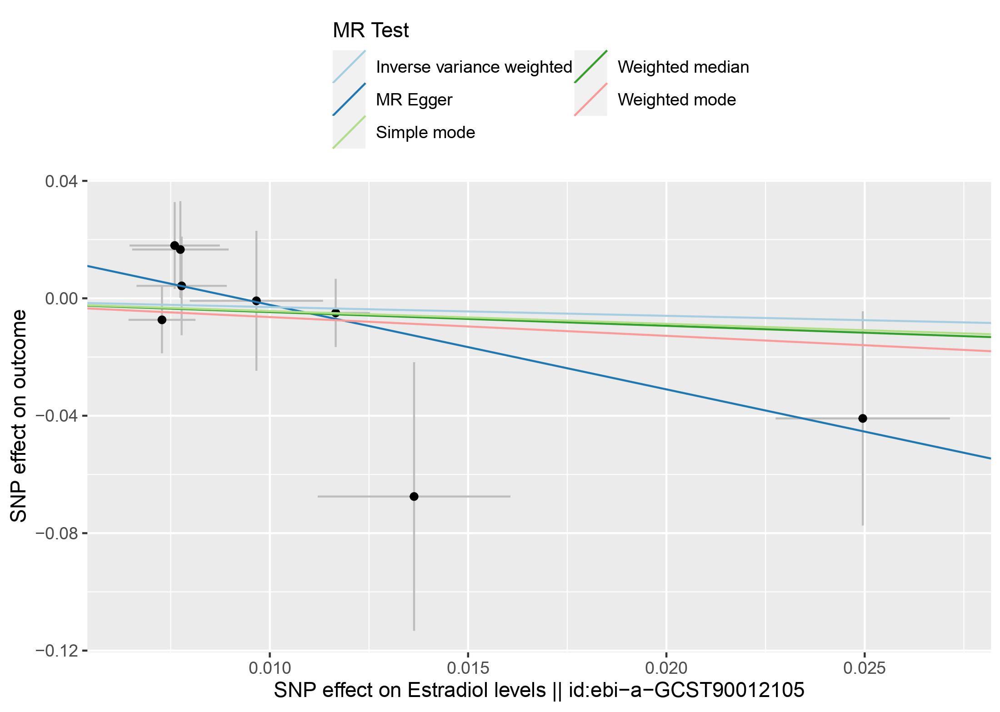 MR Test
Inverse variance weighted
Weighted median
MR Egger
Weighted mode
Simple mode
0.04
0.00
−0.04
−0.08
−0.12
SNP effect on outcome
0.010
0.015
0.020
0.025
SNP effect on Estradiol levels || id:ebi−a−GCST90012105